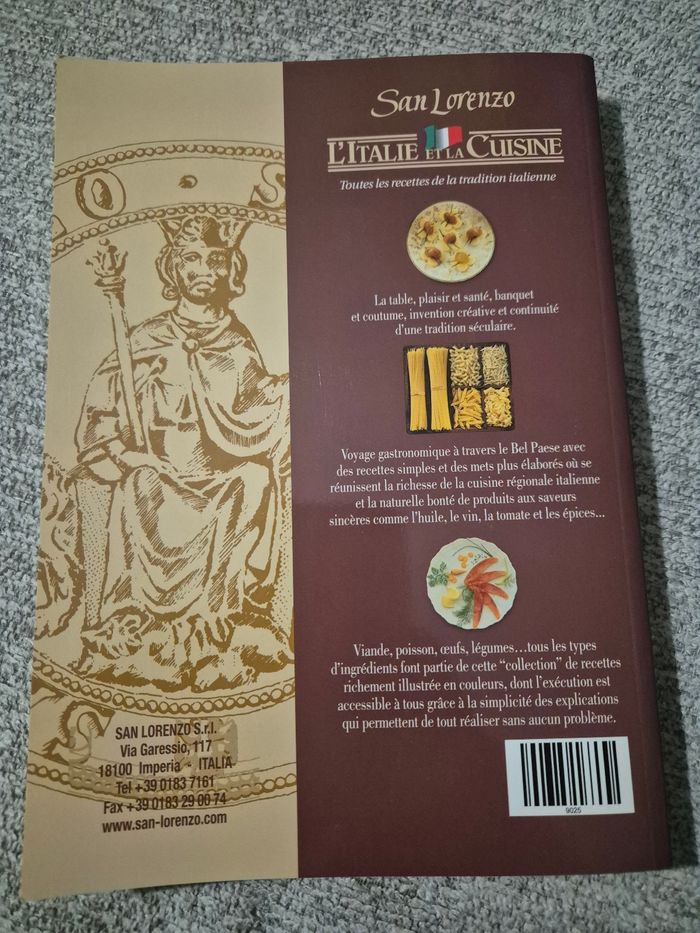 San Lorenzo
L'ITALIE ET LA CUISINE
Toutes les recettes de la tradition italienne
La table, plaisir et santé, banquet
et coutume, invention créative et continuité
d'une tradition séculaire.
Voyage gastronomique à travers le Bel Paese avec
des recettes simples et des mets plus élaborés où se
réunissent la richesse de la cuisine régionale italienne
et la naturelle bonté de produits aux saveurs
sincères comme l'huile, le vin, la tomate et les épices...
Viande, poisson, œufs, légumes...tous les types
d'ingrédients font partie de cette “collection” de recettes
richement illustrée en couleurs, dont l'exécution est
accessible à tous grâce à la simplicité des explications
qui permettent de tout réaliser sans aucun problème.
9025
O • S
S
SAN LORENZO S.r.l.
Via Garessio, 117
18100 Imperia - ITALIA
Tel +39 0183 7161
Fax +39 0183 29 00 74
www.san-lorenzo.com